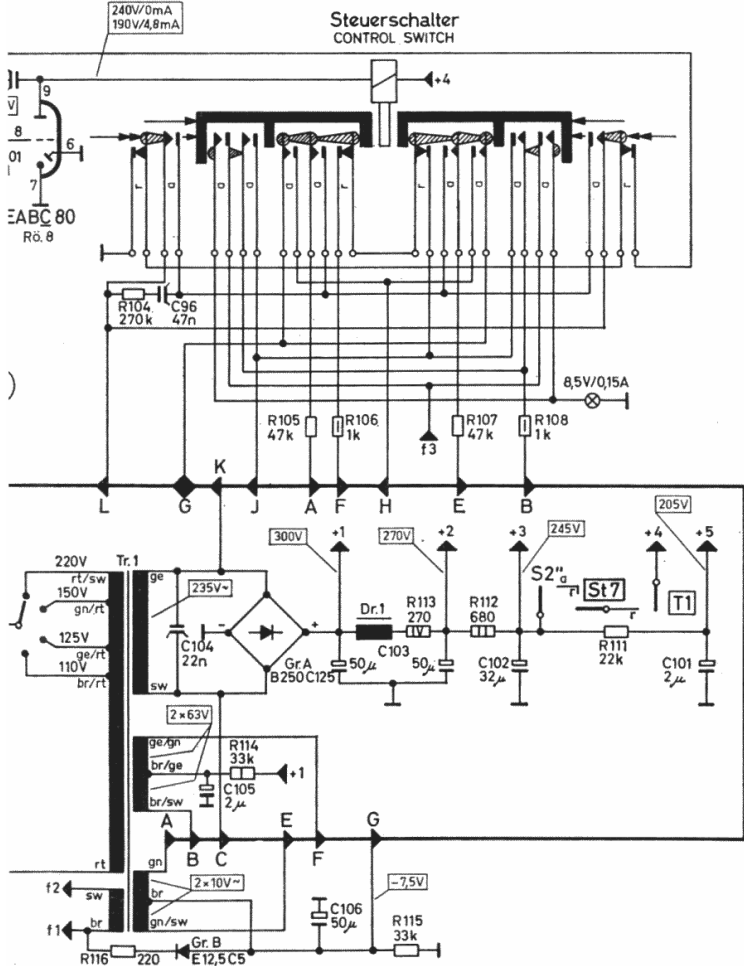 240V/0mA
190V/4,8mA
Steuerschalter
CONTROL SWITCH
+4
9
V
8
6
01
7
EABC 80
Rö. 8
r a a a a a r r a a a a a r
R104
270k
C96
47n
8,5V/0,15A
R105
47k
R106
1k
f3
R107
47k
R108
1k
K
L G J A F H E B
300V
+1
270V
+2
+3
245V
205V
+4
+5
220V
rt/sw
150V
gn/rt
125V
ge/rt
110V
br/rt
Tr. 1
ge
235V~
C104
22n
- +
Gr.A
B250C125
sw
Dr.1
R113
270
R112
680
C103
50µ
50µ
C102
32µ
S2"
a
r
St7
r
T1
R111
22k
C101
2µ
2×63V
ge/gn
br/ge
br/sw
R114
33k
+1
C105
2µ
A
B
C
E
F
G
rt
gn
2×10V~
br
gn/sw
-7,5V
f2
sw
f1
br
C106
50µ
R115
33k
R116
220
Gr. B
E12,5C5